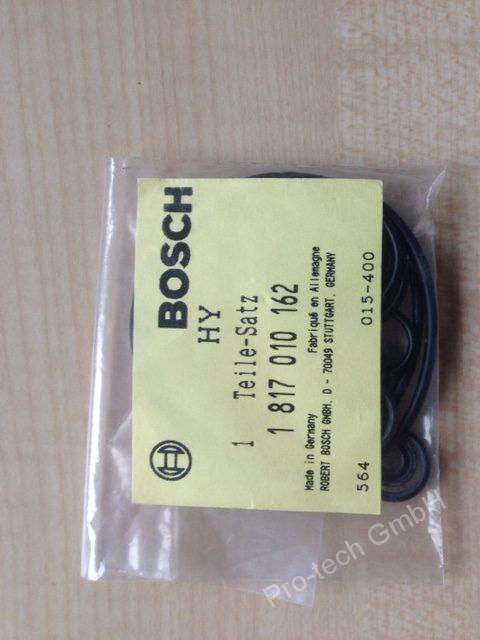 BOSCH
HY
1 Teile-Satz
1 817 010 162
Made in Germany Fabriqué en Allemagne
ROBERT BOSCH GMBH. D - 70049 STUTTGART. GERMANY
564 015-400
Pro-tech GmbH